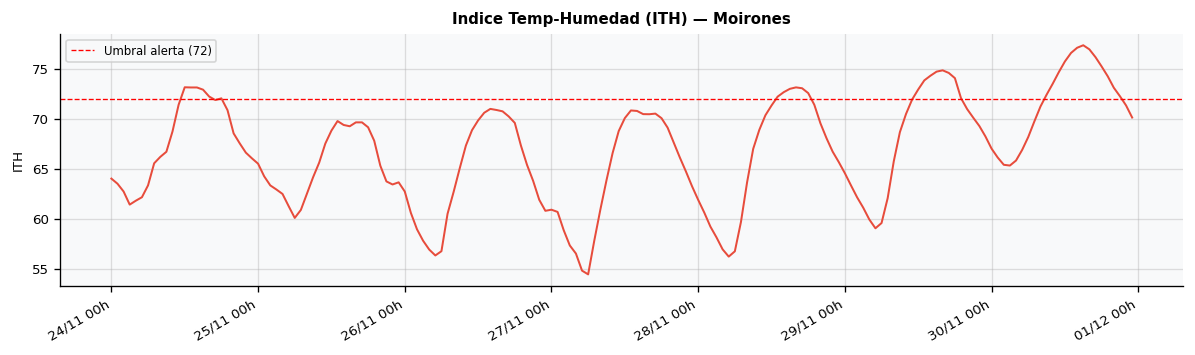 Indice Temp-Humedad (ITH) — Moirones
Umbral alerta (72)
ITH
75
70
65
60
55
24/11 00h
25/11 00h
26/11 00h
27/11 00h
28/11 00h
29/11 00h
30/11 00h
01/12 00h